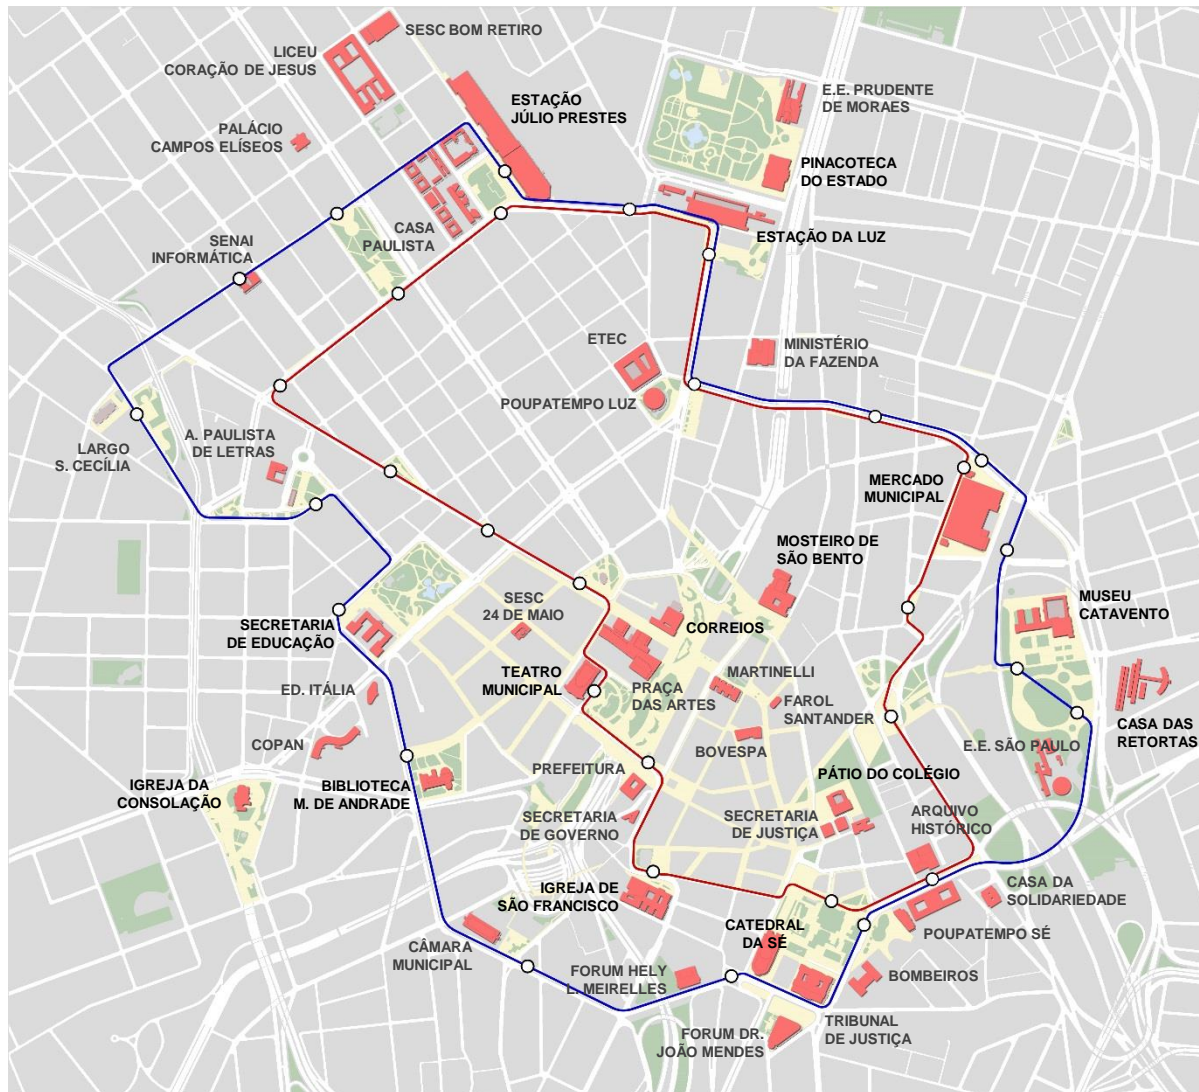 SESC BOM RETIRO
LICEU
CORAÇÃO DE JESUS
ESTAÇÃO
JÚLIO PRESTES
E.E. PRUDENTE
DE MORAES
PALÁCIO
CAMPOS ELÍSEOS
PINACOTECA
DO ESTADO
CASA
PAULISTA
SENAI
INFORMÁTICA
ESTAÇÃO DA LUZ
ETEC
MINISTÉRIO
DA FAZENDA
POUPATEMPO LUZ
A. PAULISTA
DE LETRAS
LARGO
S. CECÍLIA
MERCADO
MUNICIPAL
MOSTEIRO DE
SÃO BENTO
SESC
24 DE MAIO
MUSEU
CATAVENTO
SECRETARIA
DE EDUCAÇÃO
CORREIOS
TEATRO
MUNICIPAL
MARTINELLI
PRAÇA
DAS ARTES
ED. ITÁLIA
FAROL
SANTANDER
CASA DAS
RETORTAS
COPAN
BOVESPA
E.E. SÃO PAULO
PREFEITURA
PÁTIO DO COLÉGIO
IGREJA DA
CONSOLAÇÃO
BIBLIOTECA
M. DE ANDRADE
SECRETARIA
DE GOVERNO
SECRETARIA
DE JUSTIÇA
ARQUIVO
HISTÓRICO
IGREJA DE
SÃO FRANCISCO
CASA DA
SOLIDARIEDADE
CATEDRAL
DA SÉ
POUPATEMPO SÉ
CÂMARA
MUNICIPAL
FORUM HELY
L. MEIRELLES
BOMBEIROS
FORUM DR.
JOÃO MENDES
TRIBUNAL
DE JUSTIÇA